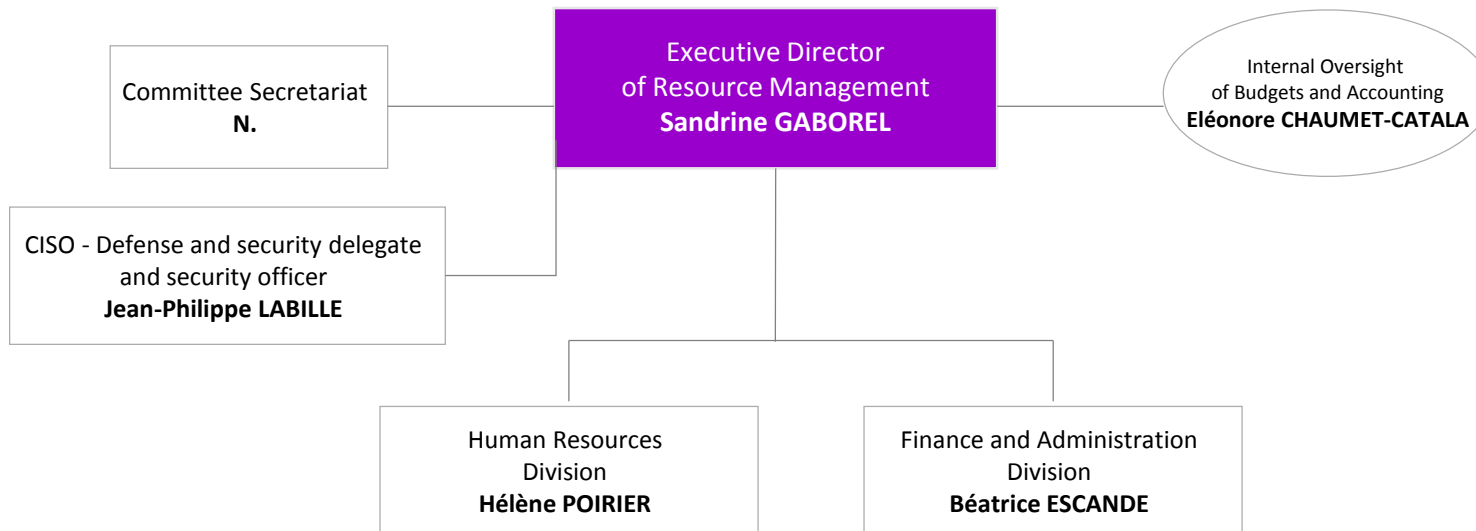 Executive Director
of Resource Management
Sandrine GABOREL
Committee Secretariat
N.
Internal Oversight
of Budgets and Accounting
Eléonore CHAUMET-CATALA
CISO - Defense and security delegate
and security officer
Jean-Philippe LABILLE
Human Resources
Division
Hélène POIRIER
Finance and Administration
Division
Béatrice ESCANDE